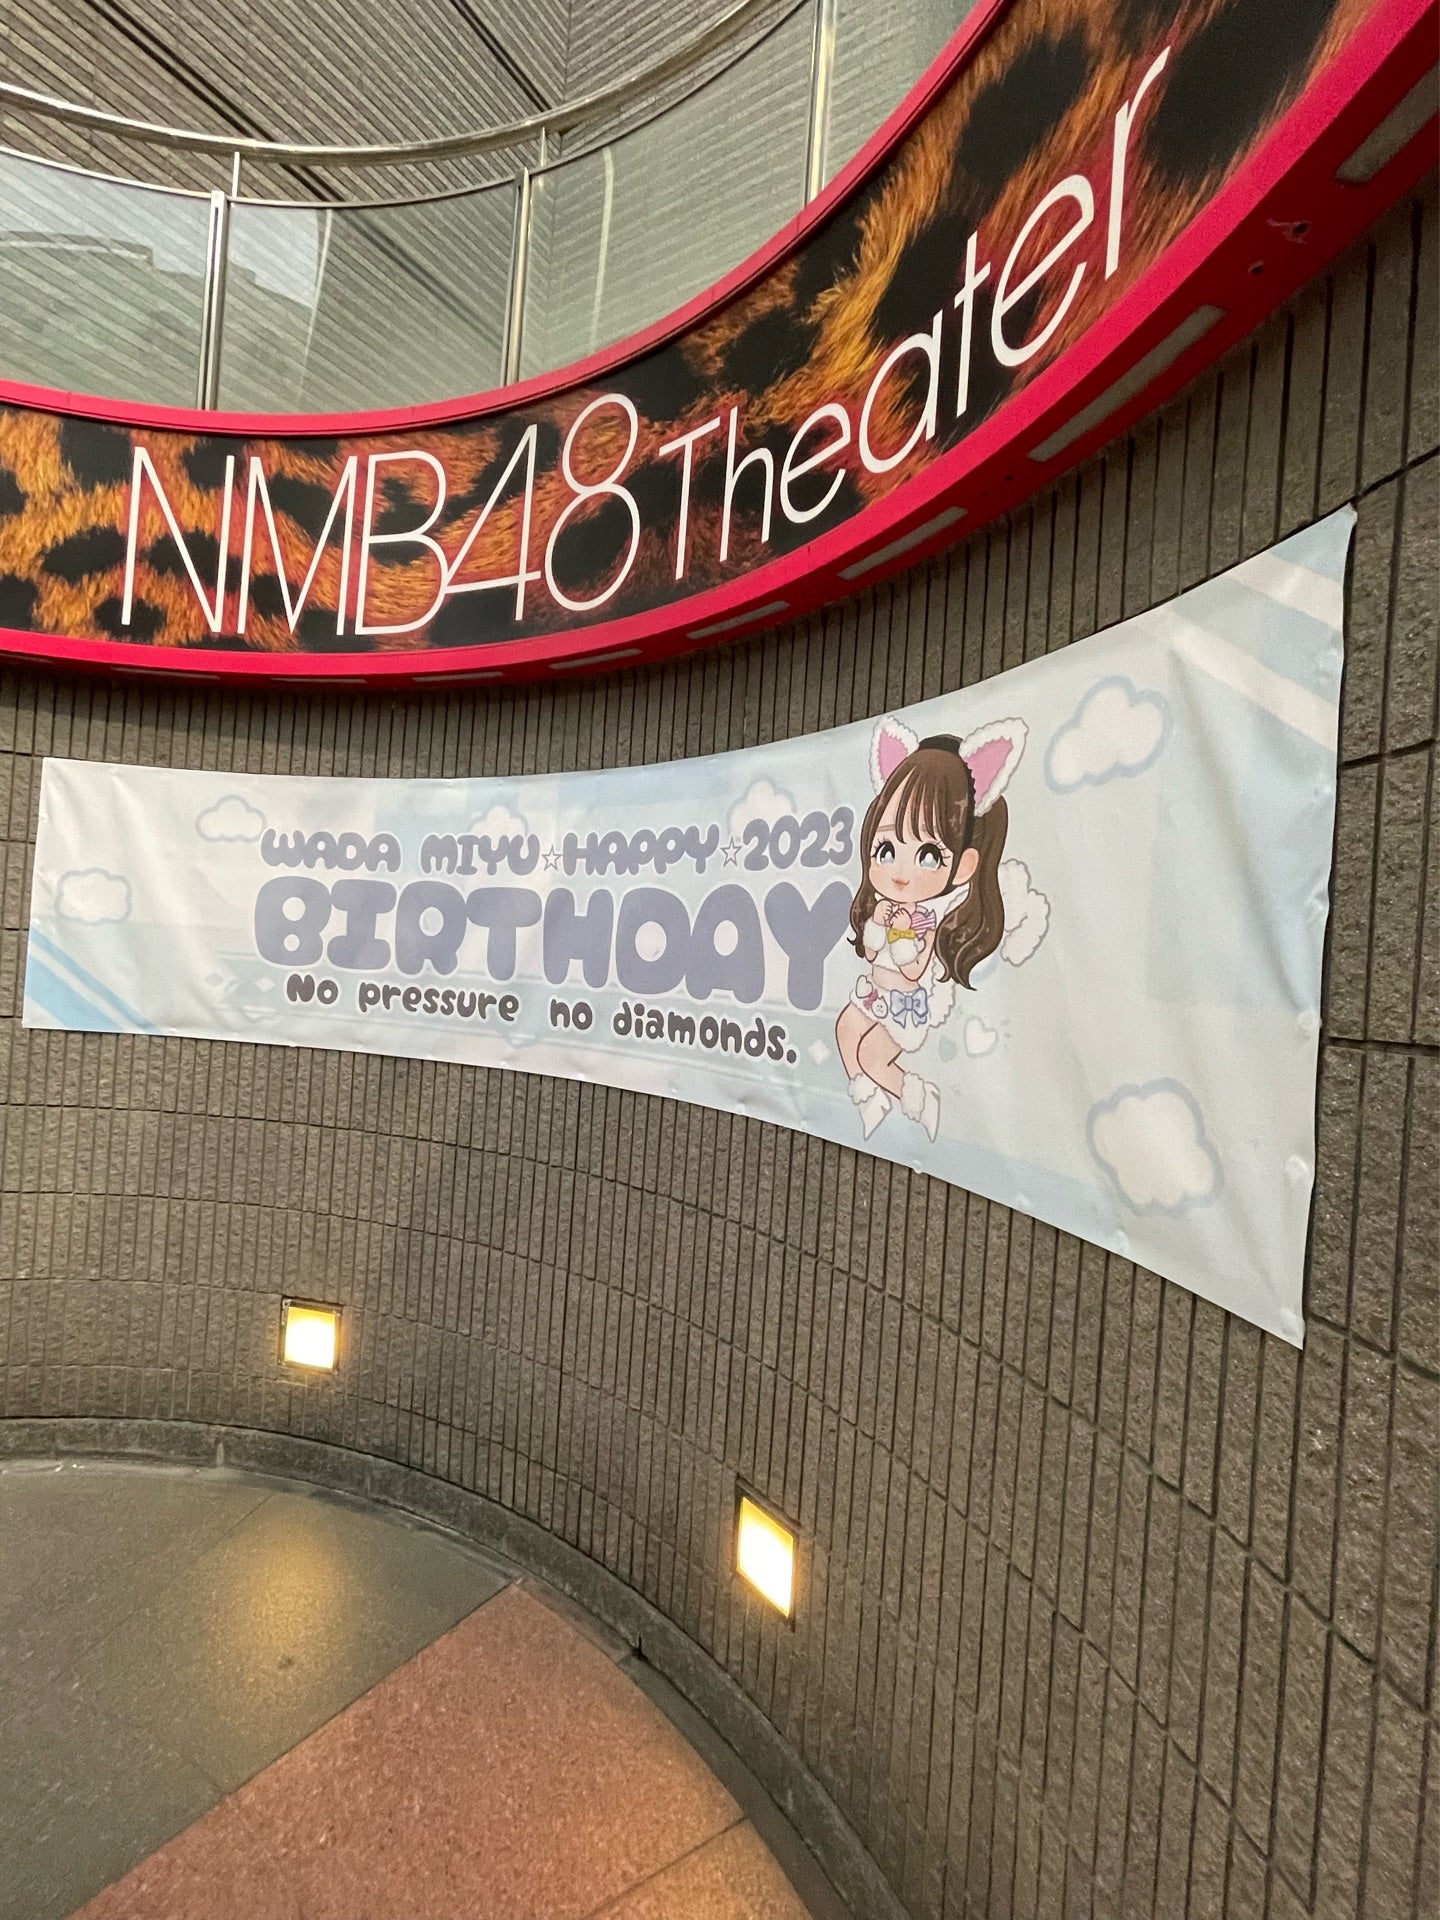 NMB48 Theater
WADA MIYU☆HAPPY☆2023
BIRTHDAY
No pressure no diamonds.